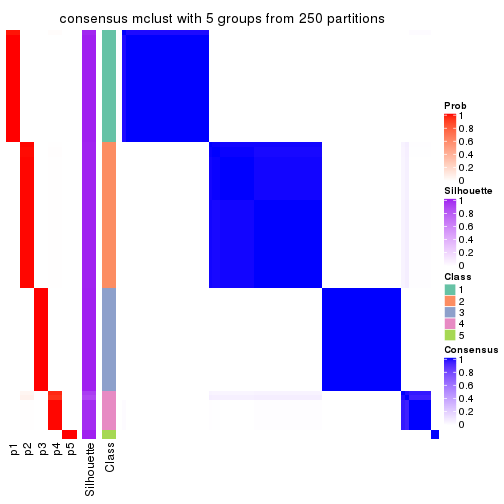 consensus mclust with 5 groups from 250 partitions
Prob
1
0.8
0.6
0.4
0.2
0
Silhouette
1
0.8
0.6
0.4
0.2
0
Class
1
2
3
4
5
Consensus
1
0.8
0.6
0.4
0.2
0
p1
p2
p3
p4
p5
Silhouette
Class